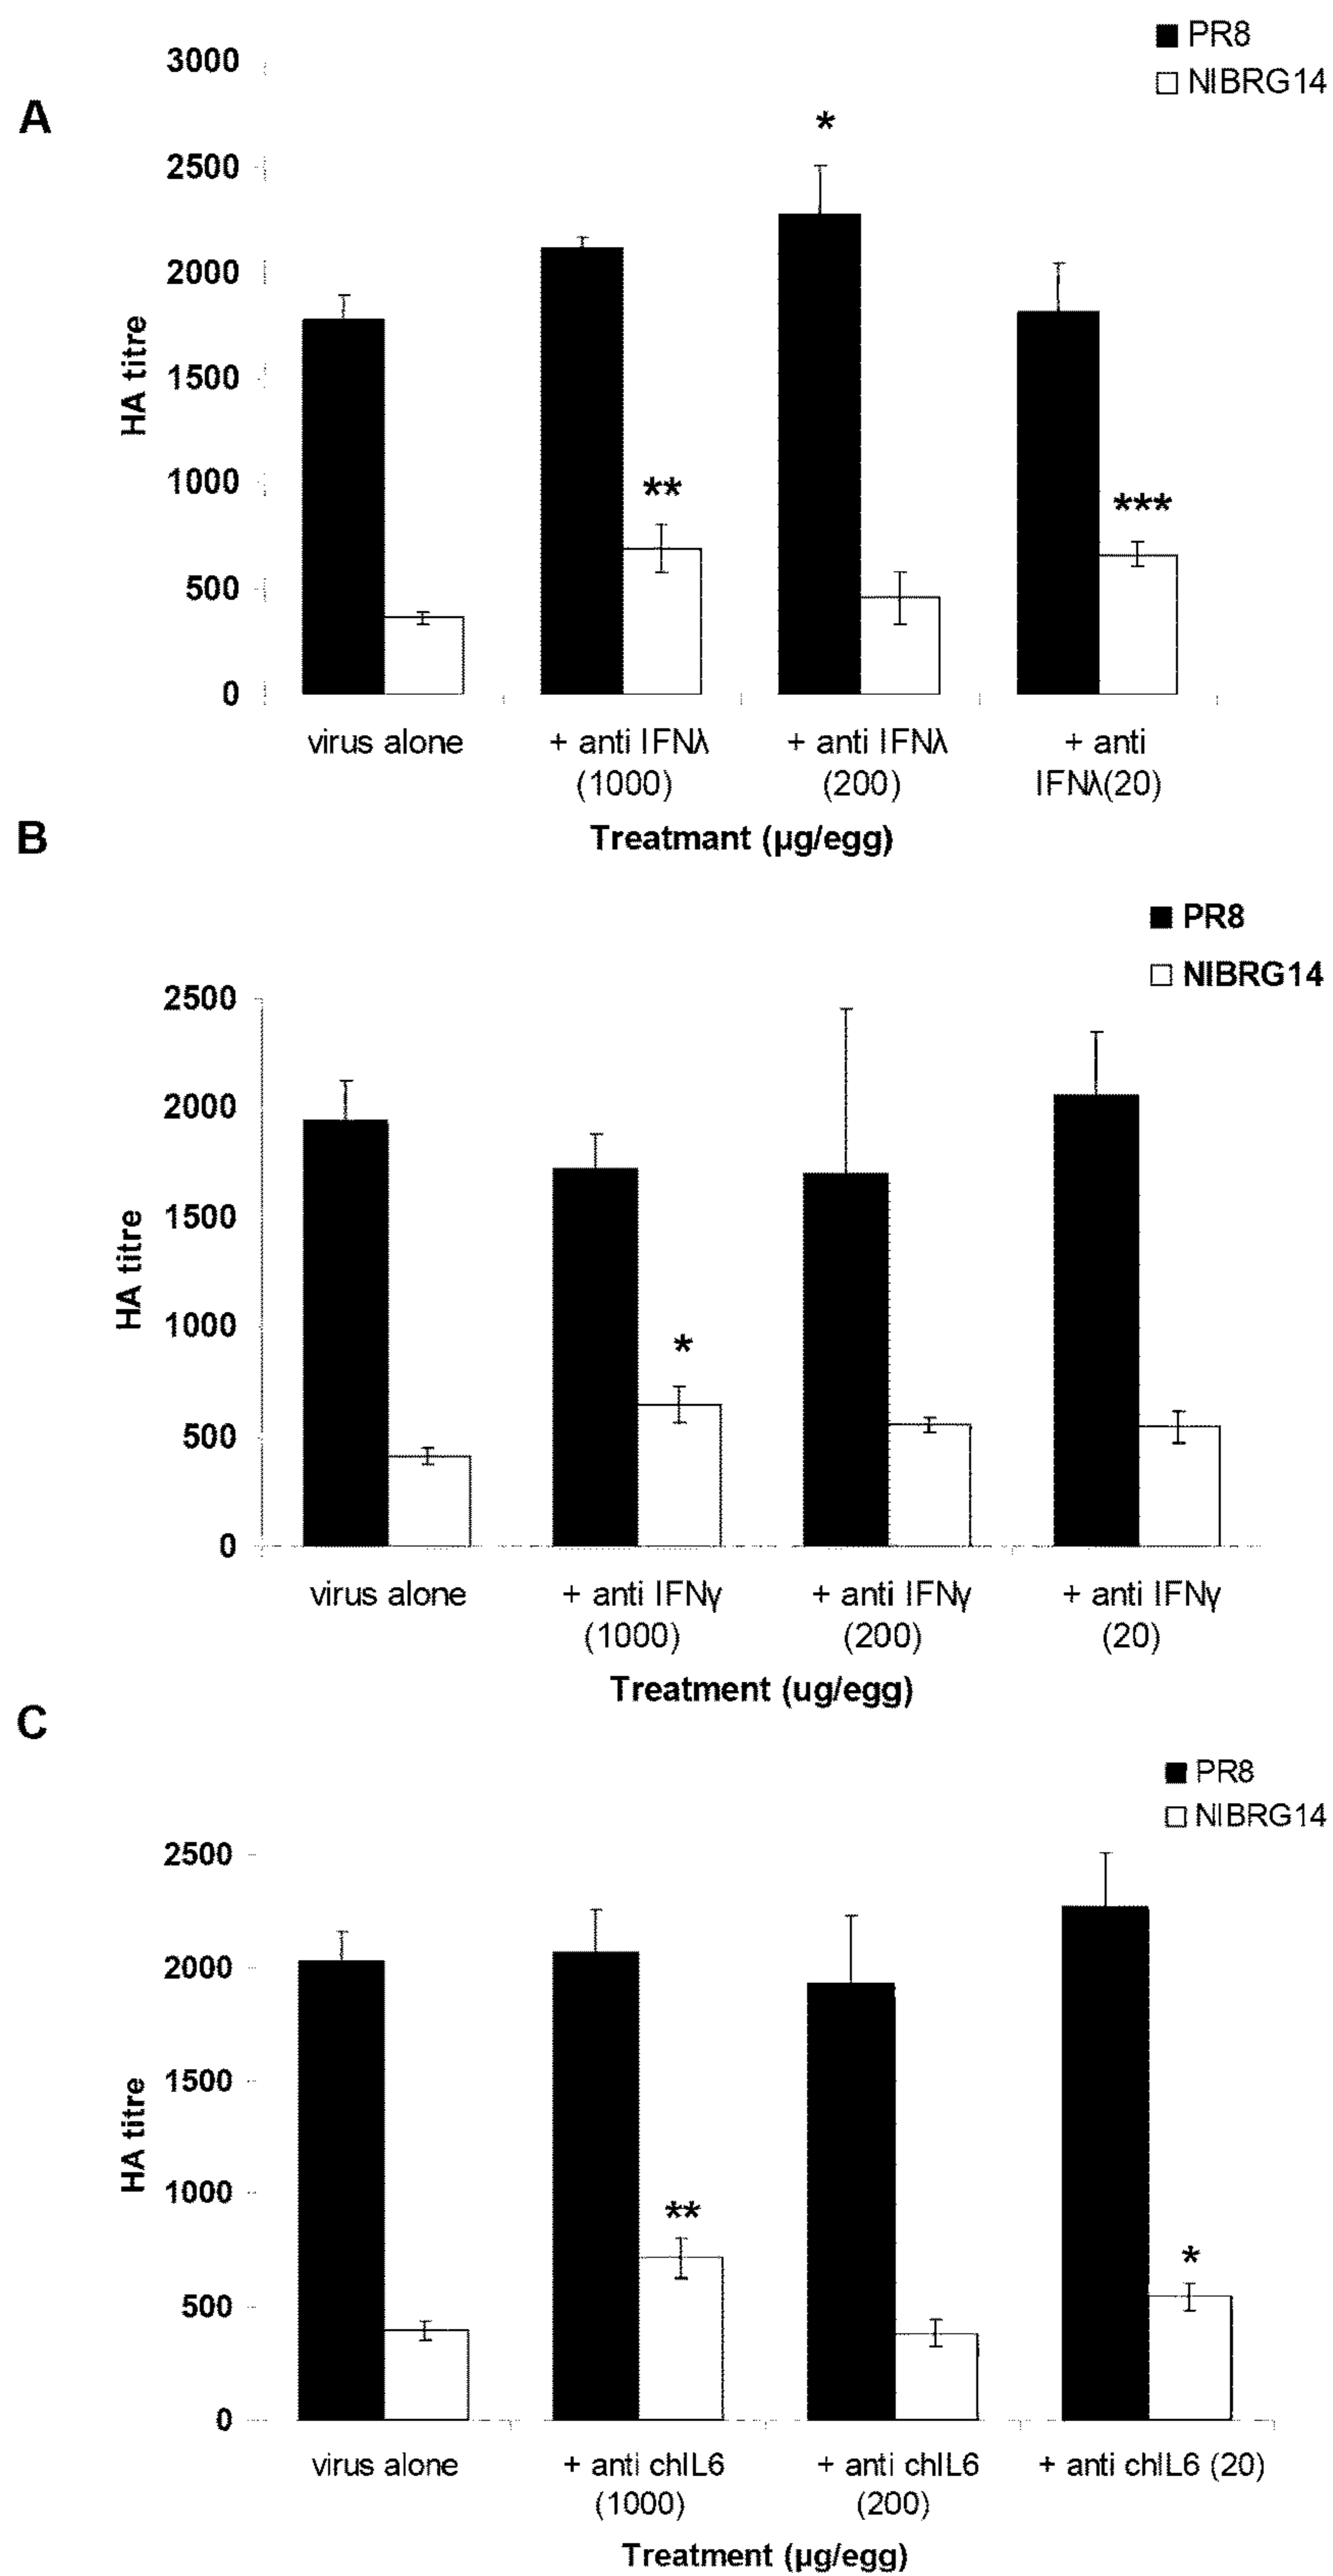 PR8
NIBRG14
A
3000
2500
2000
1500
1000
500
0
HA titre
*
**
***
virus alone
+ anti IFNλ
(1000)
+ anti IFNλ
(200)
+ anti
IFNλ(20)
Treatmant (µg/egg)
B
PR8
NIBRG14
2500
2000
1500
1000
500
0
HA titre
*
virus alone
+ anti IFNγ
(1000)
+ anti IFNγ
(200)
+ anti IFNγ
(20)
Treatment (ug/egg)
C
PR8
NIBRG14
2500
2000
1500
1000
500
0
HA titre
**
*
virus alone
+ anti chIL6
(1000)
+ anti chIL6
(200)
+ anti chIL6 (20)
Treatment (µg/egg)